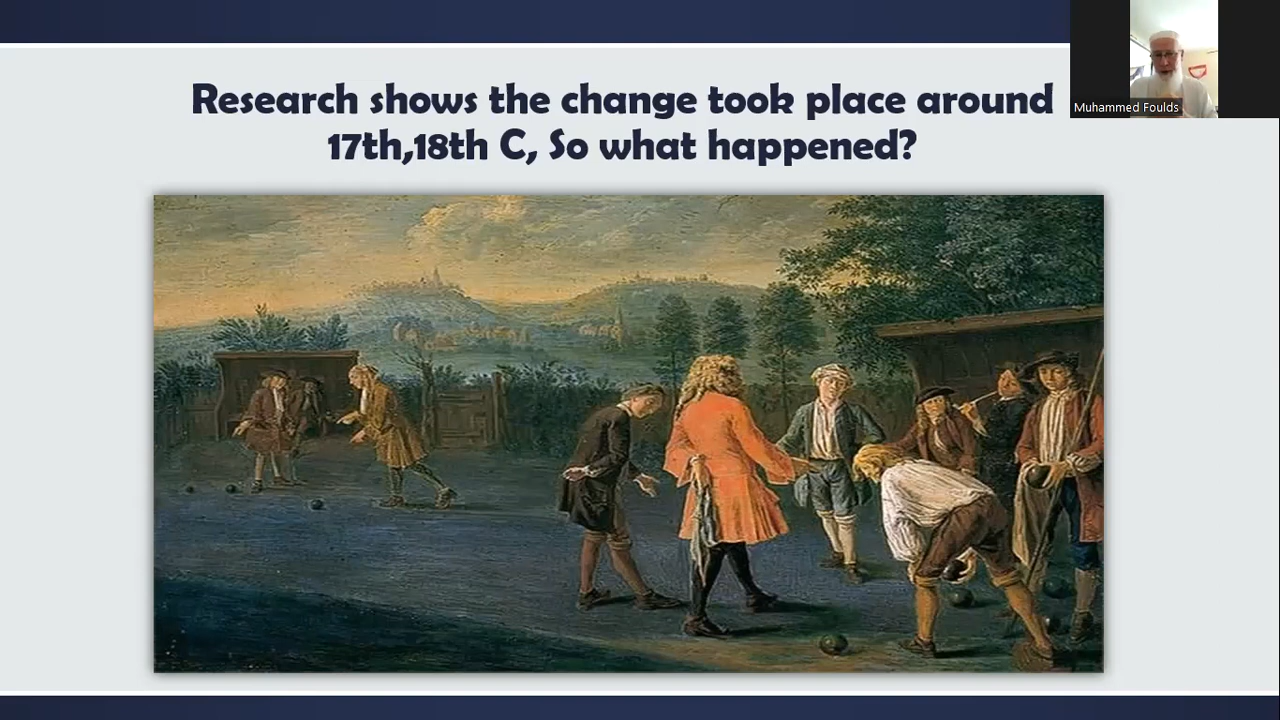 Research shows the change took place around
17th,18th C, So what happened?
Muhammed Foulds